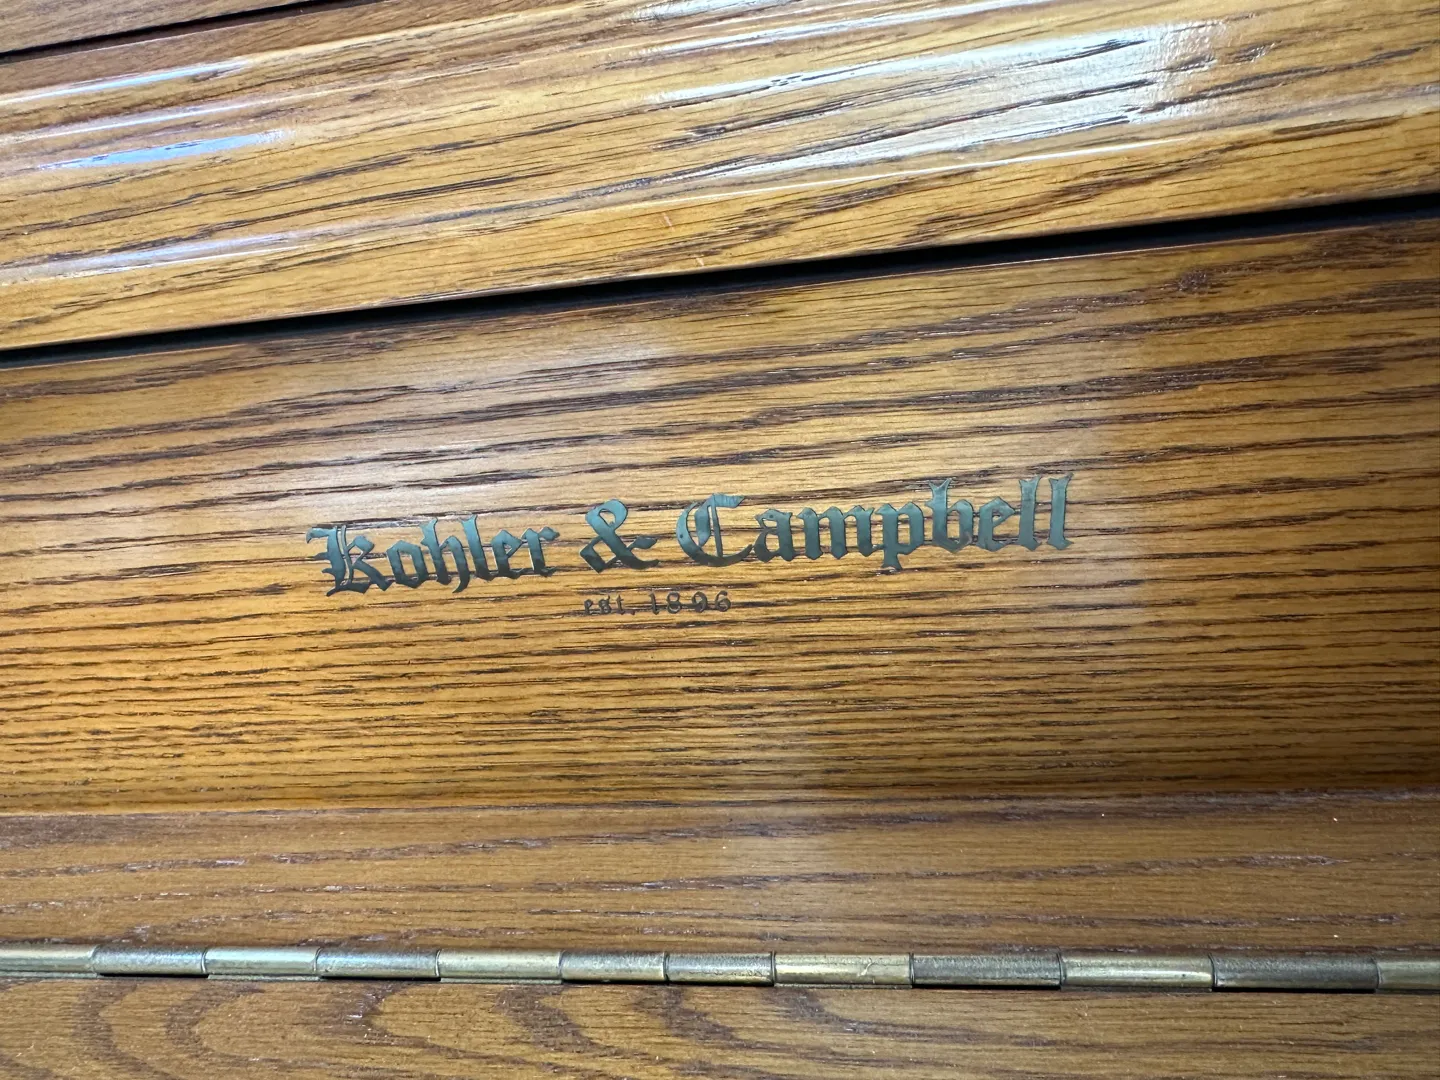 Kohler & Campbell
est. 1896